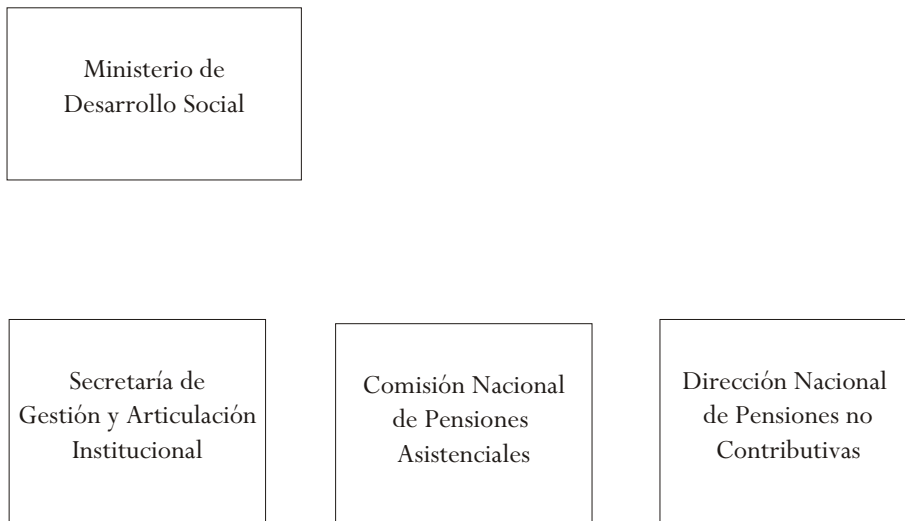 Ministerio de
Desarrollo Social
Secretaría de
Gestión y Articulación
Institucional
Comisión Nacional
de Pensiones
Asistenciales
Dirección Nacional
de Pensiones no
Contributivas